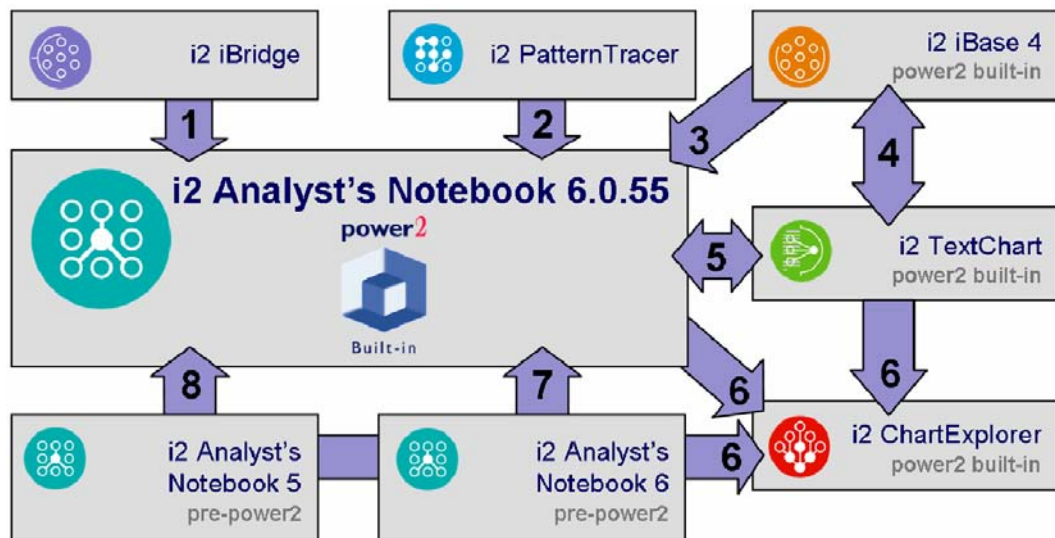 i2 iBridge
i2 PatternTracer
i2 iBase 4
power2 built-in
1
2
3
4
i2 Analyst's Notebook 6.0.55
power2
Built-in
5
i2 TextChart
power2 built-in
8
7
6
6
i2 Analyst's
Notebook 5
pre-power2
i2 Analyst's
Notebook 6
pre-power2
6
i2 ChartExplorer
power2 built-in